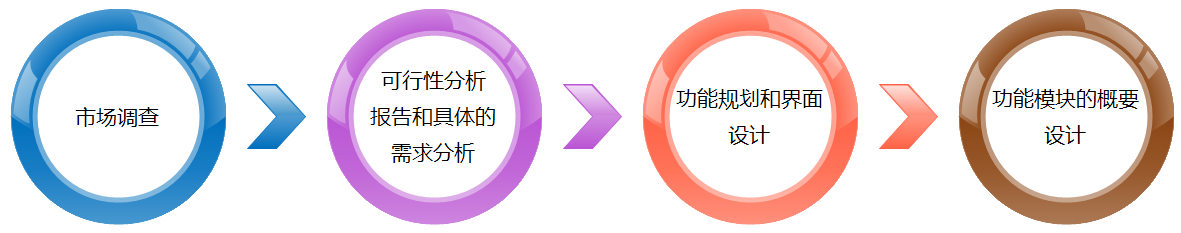 市场调查
可行性分析
报告和具体的
需求分析
功能规划和界面
设计
功能模块的概要
设计